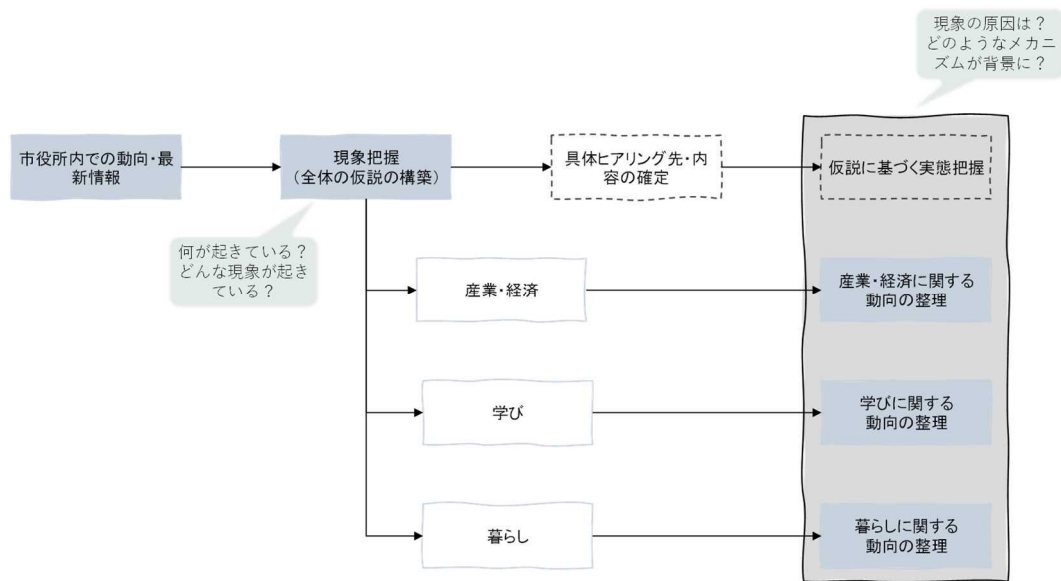 現象の原因は？
どのようなメカニ
ズムが背景に？
市役所内での動向・最
新情報
現象把握
（全体の仮説の構築）
具体ヒアリング先・内
容の確定
仮説に基づく実態把握
何が起きている？
どんな現象が起き
ている？
産業・経済
産業・経済に関する
動向の整理
学び
学びに関する
動向の整理
暮らし
暮らしに関する
動向の整理